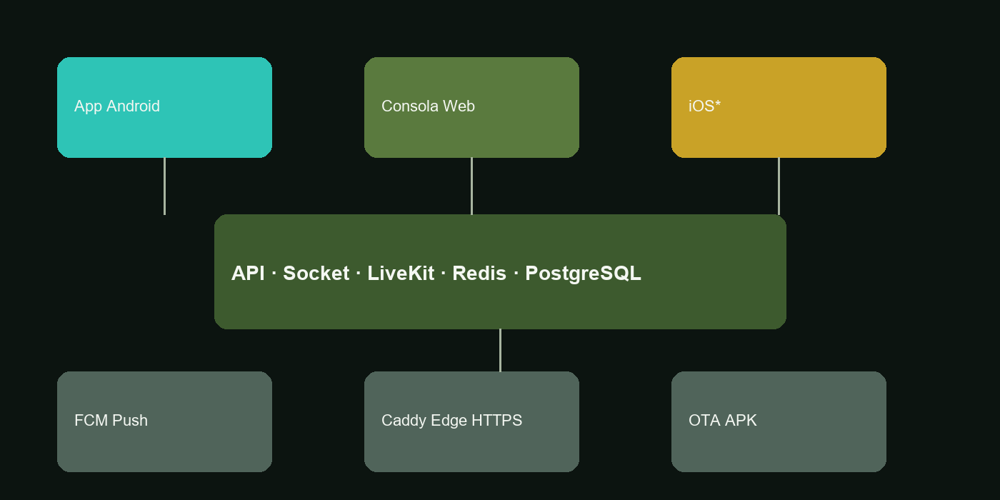 App Android
Consola Web
iOS*
API · Socket · LiveKit · Redis · PostgreSQL
FCM Push
Caddy Edge HTTPS
OTA APK